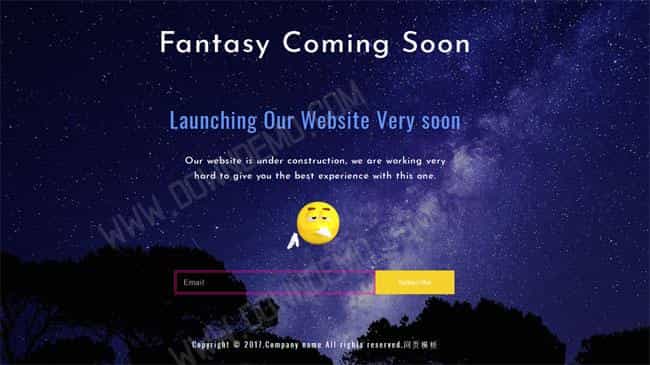 Fantasy Coming Soon
Launching Our Website Very soon
Our website is under construction, we are working very
hard to give you the best experience with this one.
Email
Subscribe
Copyright © 2017.Company name All rights reserved.网页模板
WWW.DOWNDEMO.COM
WWW.DOWNDEMO